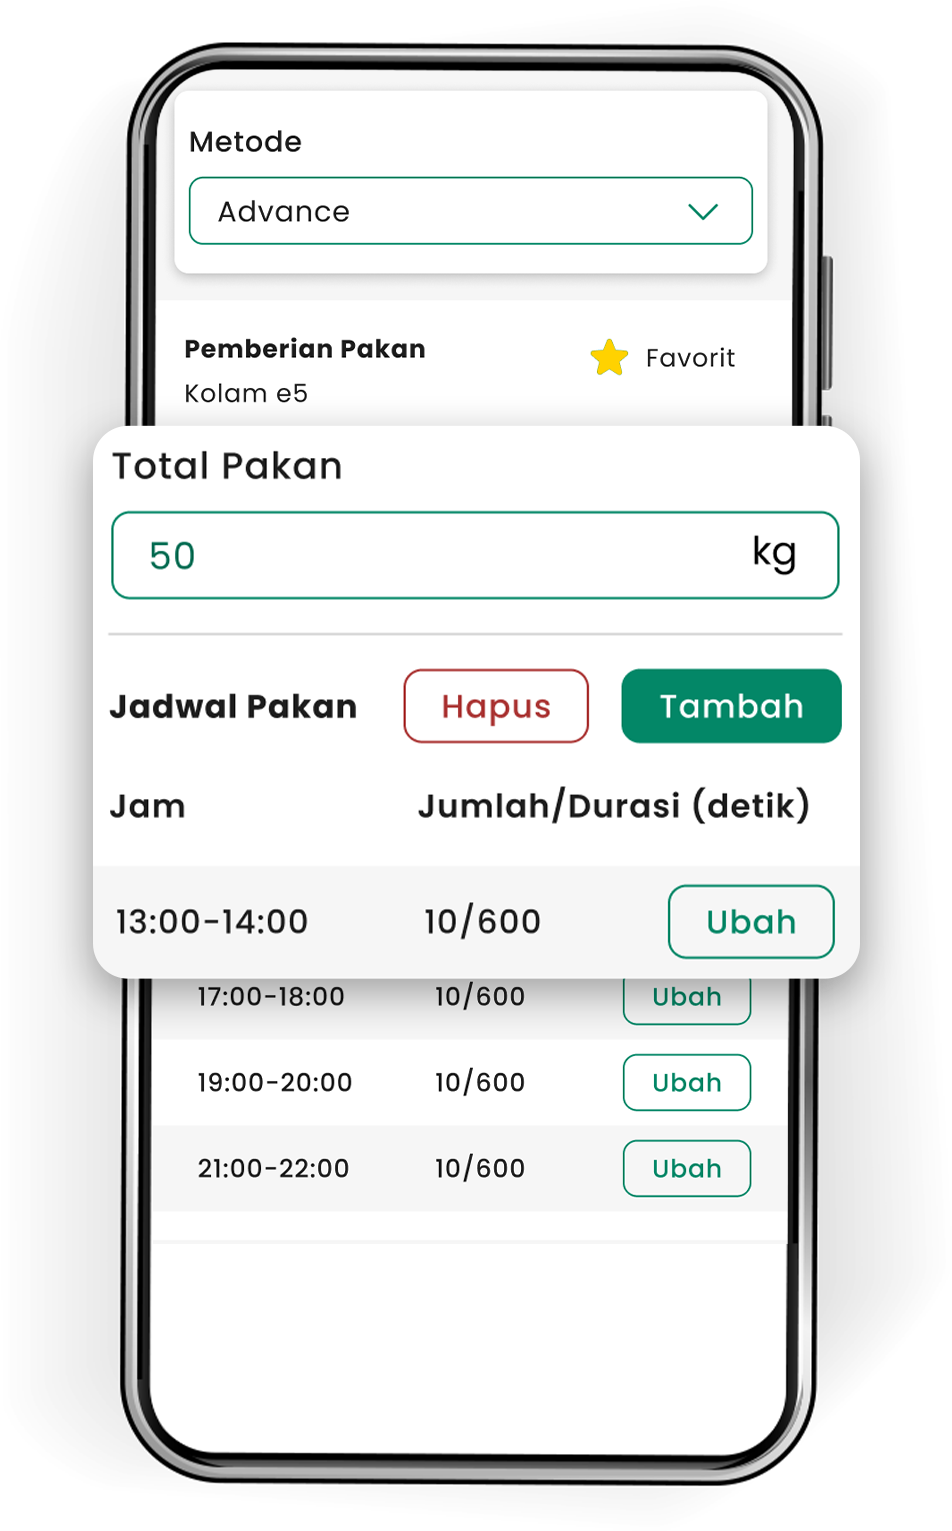 Metode
Advance
Pemberian Pakan
Favorit
Kolam e5
Total Pakan
50 kg
Jadwal Pakan Hapus Tambah
Jam Jumlah/Durasi (detik)
13:00-14:00 10/600 Ubah
17:00-18:00 10/600 Ubah
19:00-20:00 10/600 Ubah
21:00-22:00 10/600 Ubah